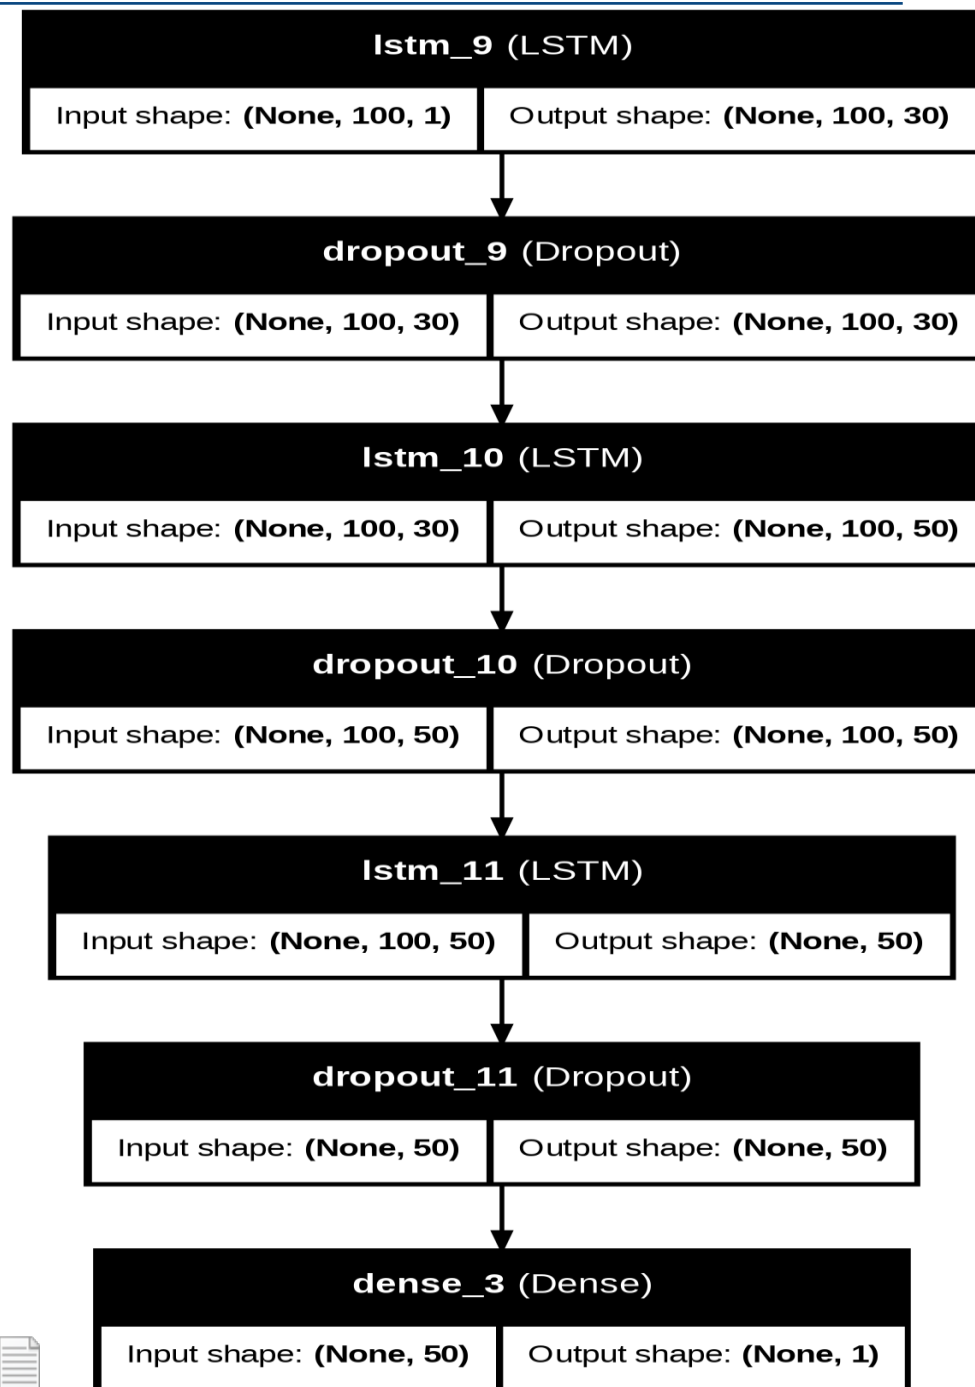 lstm_9 (LSTM)
Input shape: (None, 100, 1) Output shape: (None, 100, 30)
dropout_9 (Dropout)
Input shape: (None, 100, 30) Output shape: (None, 100, 30)
lstm_10 (LSTM)
Input shape: (None, 100, 30) Output shape: (None, 100, 50)
dropout_10 (Dropout)
Input shape: (None, 100, 50) Output shape: (None, 100, 50)
lstm_11 (LSTM)
Input shape: (None, 100, 50) Output shape: (None, 50)
dropout_11 (Dropout)
Input shape: (None, 50) Output shape: (None, 50)
dense_3 (Dense)
Input shape: (None, 50) Output shape: (None, 1)